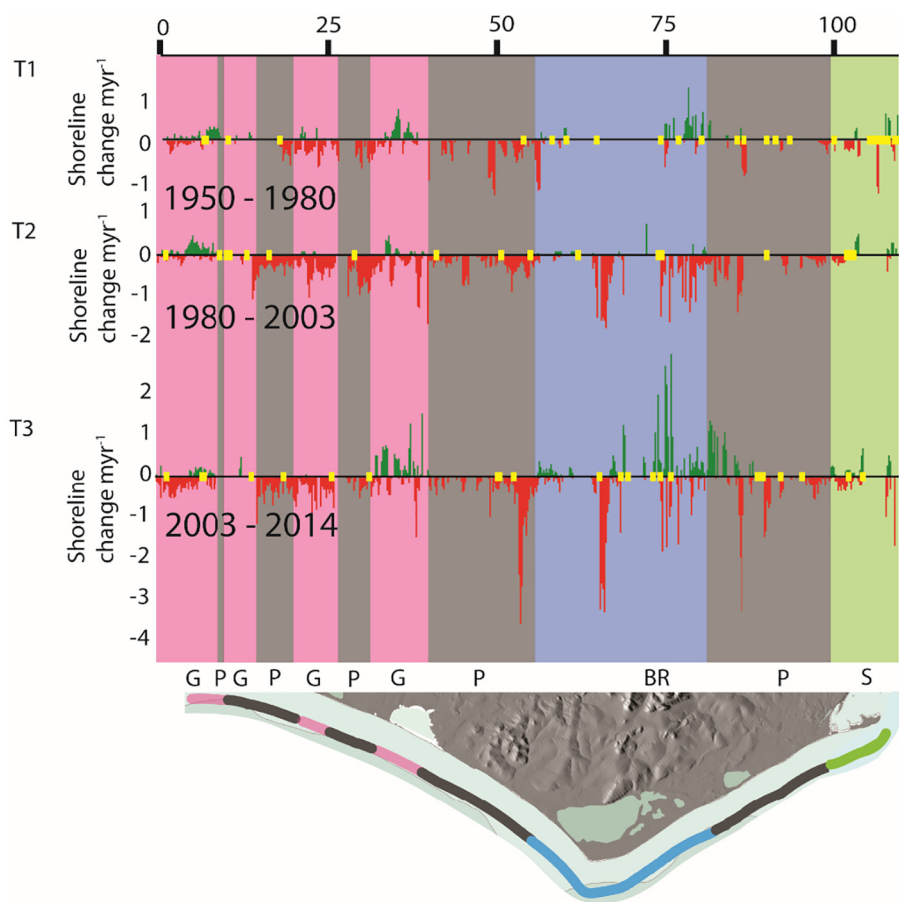 0 25 50 75 100
T1
Shoreline
change myr⁻¹
1
0
-1
1950 - 1980
T2
Shoreline
change myr⁻¹
1
0
-1
-2
1980 - 2003
T3
Shoreline
change myr⁻¹
2
1
0
-1
-2
-3
-4
2003 - 2014
G P G P G P G P BR P S